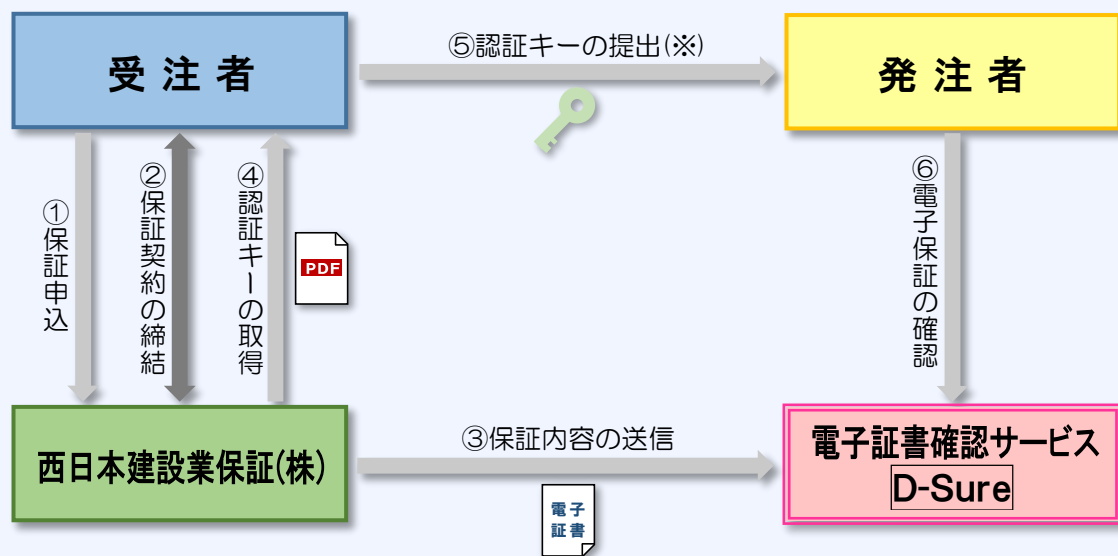 受注者
⑤認証キーの提出(※)
発注者
①保証申込
②保証契約の締結
④認証キーの取得
PDF
⑥電子保証の確認
西日本建設業保証(株)
③保証内容の送信
電子
証書
電子証書確認サービス
D-Sure